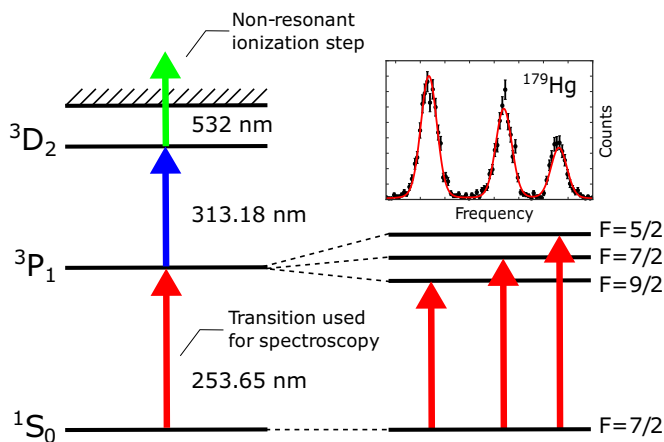 Non-resonant
ionization step
532 nm
³D₂
313.18 nm
³P₁
Transition used
for spectroscopy
253.65 nm
¹S₀
¹⁷⁹Hg
Counts
Frequency
F=5/2
F=7/2
F=9/2
F=7/2